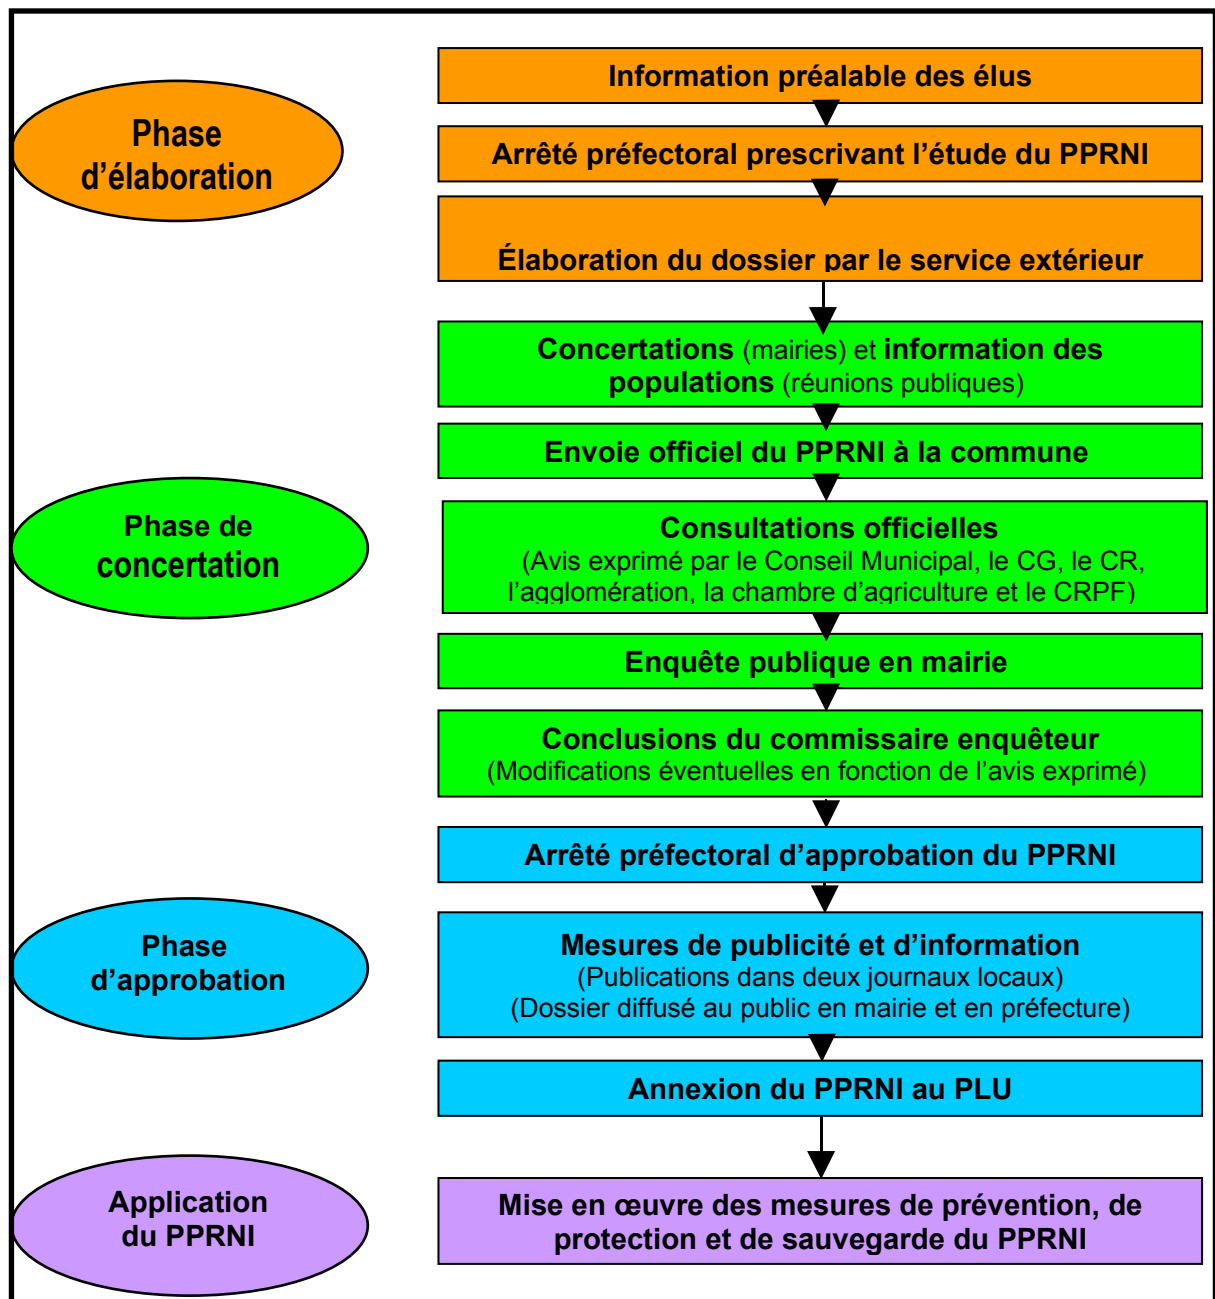 Information préalable des élus
Phase
d'élaboration
Arrêté préfectoral prescrivant l'étude du PPRNI
Élaboration du dossier par le service extérieur
Concertations (mairies) et information des
populations (réunions publiques)
Envoie officiel du PPRNI à la commune
Phase de
concertation
Consultations officielles
(Avis exprimé par le Conseil Municipal, le CG, le CR,
l'agglomération, la chambre d'agriculture et le CRPF)
Enquête publique en mairie
Conclusions du commissaire enquêteur
(Modifications éventuelles en fonction de l'avis exprimé)
Arrêté préfectoral d'approbation du PPRNI
Phase
d'approbation
Mesures de publicité et d'information
(Publications dans deux journaux locaux)
(Dossier diffusé au public en mairie et en préfecture)
Annexion du PPRNI au PLU
Application
du PPRNI
Mise en œuvre des mesures de prévention, de
protection et de sauvegarde du PPRNI